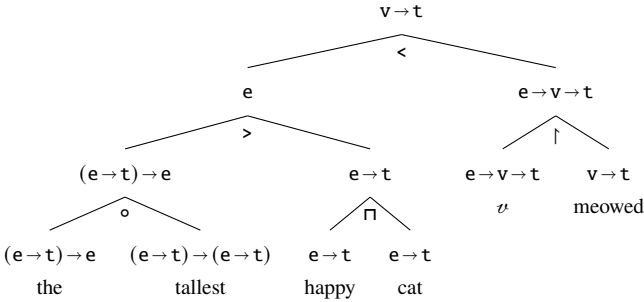 v → t
<
e e → v → t
> ↾
(e → t) → e e → t e → v → t v → t
∘ ⊓ 𝓋 meowed
(e → t) → e (e → t) → (e → t) e → t e → t
the tallest happy cat